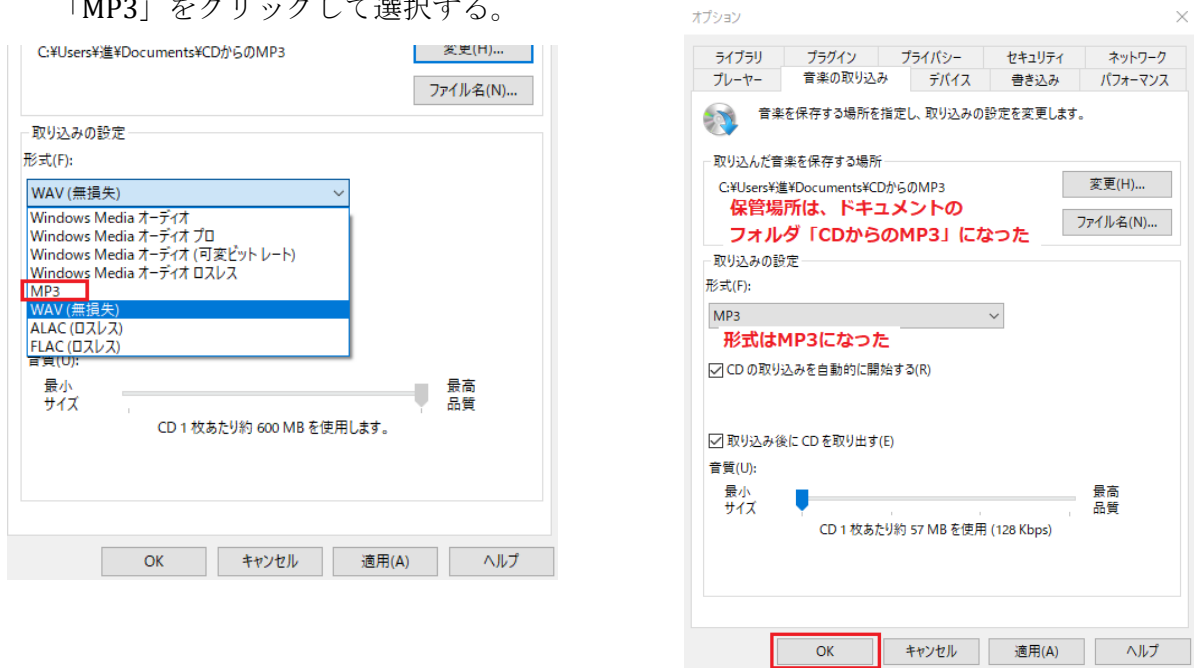 「MP3」をクリックして選択する。
C:¥Users¥進¥Documents¥CDからのMP3
変更(H)...
ファイル名(N)...
取り込みの設定
形式(F):
WAV (無損失)
Windows Media オーディオ
Windows Media オーディオ プロ
Windows Media オーディオ (可変ビット レート)
Windows Media オーディオ ロスレス
MP3
WAV (無損失)
ALAC (ロスレス)
FLAC (ロスレス)
音質(U):
最小
サイズ
最高
品質
CD 1 枚あたり約 600 MB を使用します。
OK
キャンセル
適用(A)
ヘルプ
オプション
ライブラリ
プラグイン
プライバシー
セキュリティ
ネットワーク
プレーヤー
音楽の取り込み
デバイス
書き込み
パフォーマンス
音楽を保存する場所を指定し、取り込みの設定を変更します。
取り込んだ音楽を保存する場所
C:¥Users¥進¥Documents¥CDからのMP3
変更(H)...
保管場所は、ドキュメントの
フォルダ「CDからのMP3」になった
ファイル名(N)...
取り込みの設定
形式(F):
MP3
形式はMP3になった
CD の取り込みを自動的に開始する(R)
取り込み後に CD を取り出す(E)
音質(U):
最小
サイズ
最高
品質
CD 1 枚あたり約 57 MB を使用 (128 Kbps)
OK
キャンセル
適用(A)
ヘルプ